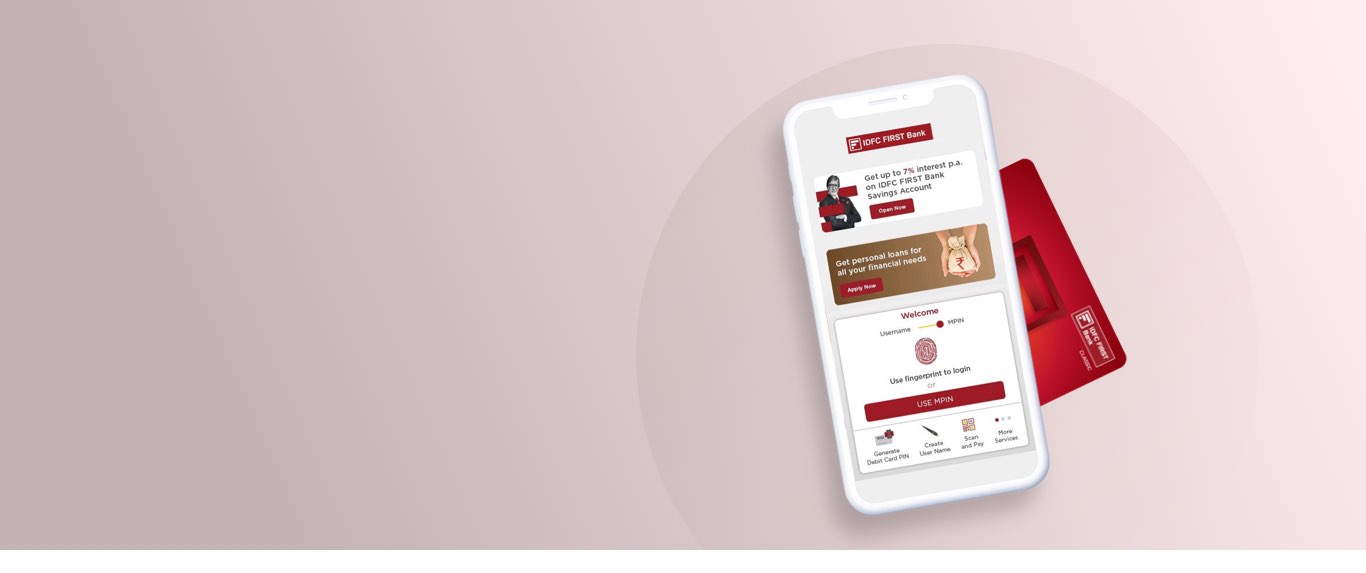 IDFC FIRST Bank
Get up to 7% interest p.a.
on IDFC FIRST Bank
Savings Account
Open Now
Get personal loans for
all your financial needs
Apply Now
Welcome
Username MPIN
Use fingerprint to login
or
USE MPIN
Generate
Debit Card PIN
Create
User Name
Scan
and Pay
More
Services
IDFC FIRST
Bank
CLASSIC